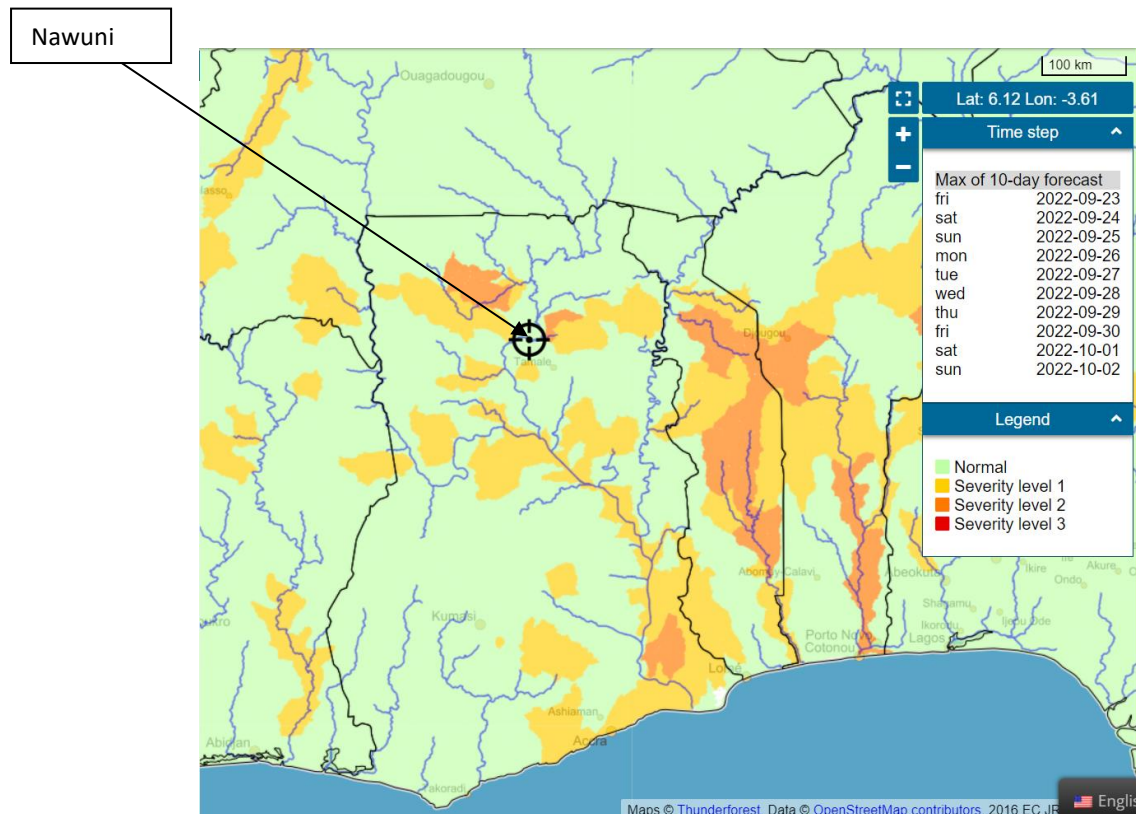 Nawuni
100 km
Ouagadougou
Lat: 6.12 Lon: -3.61
Time step
Max of 10-day forecast
fri 2022-09-23
sat 2022-09-24
sun 2022-09-25
mon 2022-09-26
tue 2022-09-27
wed 2022-09-28
thu 2022-09-29
fri 2022-09-30
sat 2022-10-01
sun 2022-10-02
Legend
Normal
Severity level 1
Severity level 2
Severity level 3
Djougou
Tamale
Abomey-Calavi
Abeokuta
Ikire
Akure
Ondo
Shagamu
Ikorodu
Ijebu Ode
Lagos
Porto Novo
Cotonou
Kumasi
Lomé
Ashiaman
Accra
Abidjan
Takoradi
Maps © Thunderforest, Data © OpenStreetMap contributors, 2016 EC JR
English